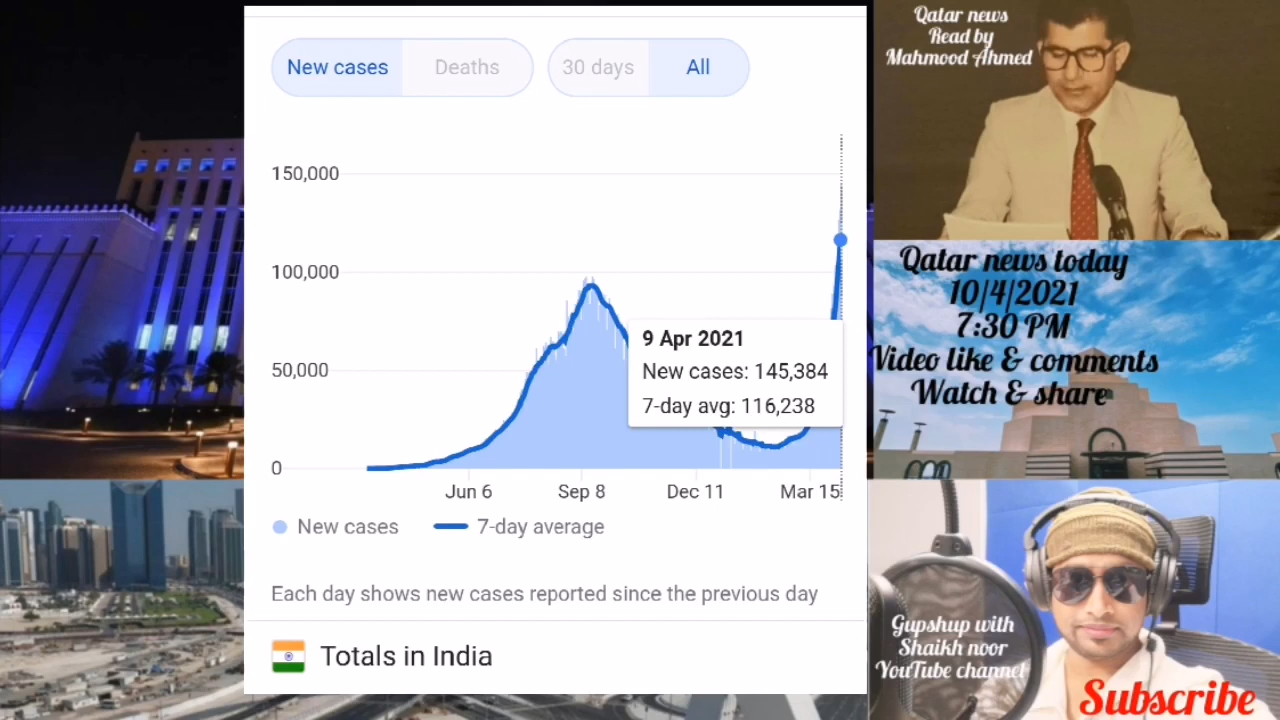 New cases
Deaths
30 days
All
150,000
100,000
50,000
0
9 Apr 2021
New cases: 145,384
7-day avg: 116,238
Jun 6
Sep 8
Dec 11
Mar 15
New cases
7-day average
Each day shows new cases reported since the previous day
Totals in India
Qatar news
Read by
Mahmood Ahmed
Qatar news today
10/4/2021
7:30 PM
Video like & comments
Watch & share
Gupshup with
Shaikh noor
YouTube channel
Subscribe